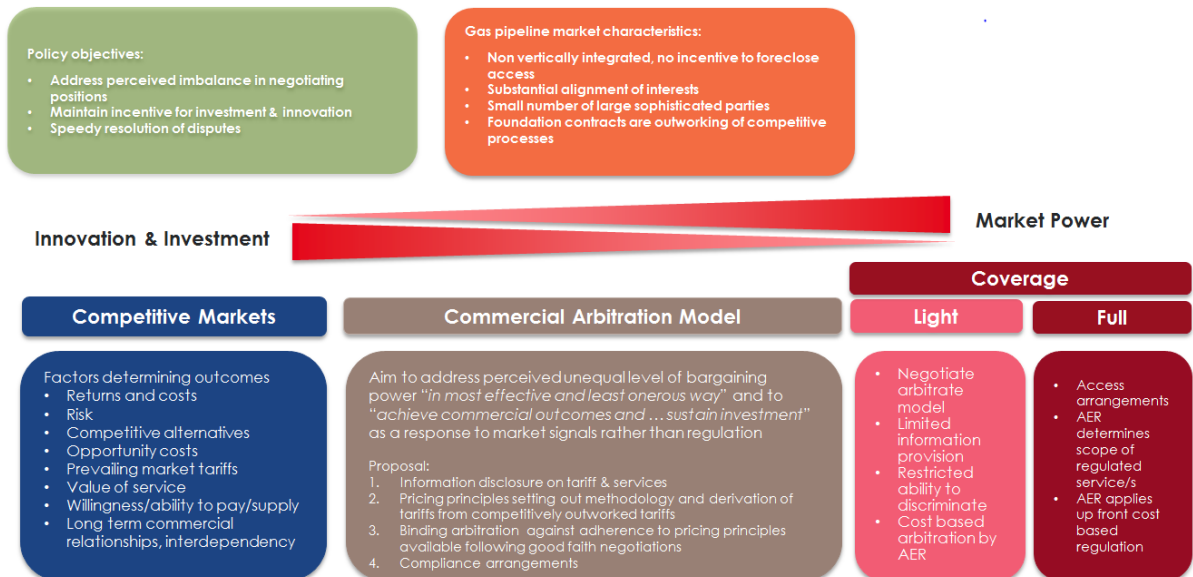 Policy objectives:
• Address perceived imbalance in negotiating
positions
• Maintain incentive for investment & innovation
• Speedy resolution of disputes
Gas pipeline market characteristics:
• Non vertically integrated, no incentive to foreclose
access
• Substantial alignment of interests
• Small number of large sophisticated parties
• Foundation contracts are outworking of competitive
processes
Innovation & Investment
Market Power
Coverage
Competitive Markets
Commercial Arbitration Model
Light
Full
Factors determining outcomes
• Returns and costs
• Risk
• Competitive alternatives
• Opportunity costs
• Prevailing market tariffs
• Value of service
• Willingness/ability to pay/supply
• Long term commercial
relationships, interdependency
Aim to address perceived unequal level of bargaining
power “in most effective and least onerous way” and to
“achieve commercial outcomes and …sustain investment”
as a response to market signals rather than regulation
Proposal:
1. Information disclosure on tariff & services
2. Pricing principles setting out methodology and derivation of
tariffs from competitively outworked tariffs
3. Binding arbitration against adherence to pricing principles
available following good faith negotiations
4. Compliance arrangements
• Negotiate
arbitrate
model
• Limited
information
provision
• Restricted
ability to
discriminate
• Cost based
arbitration by
AER
• Access
arrangements
• AER
determines
scope of
regulated
service/s
• AER applies
up front cost
based
regulation